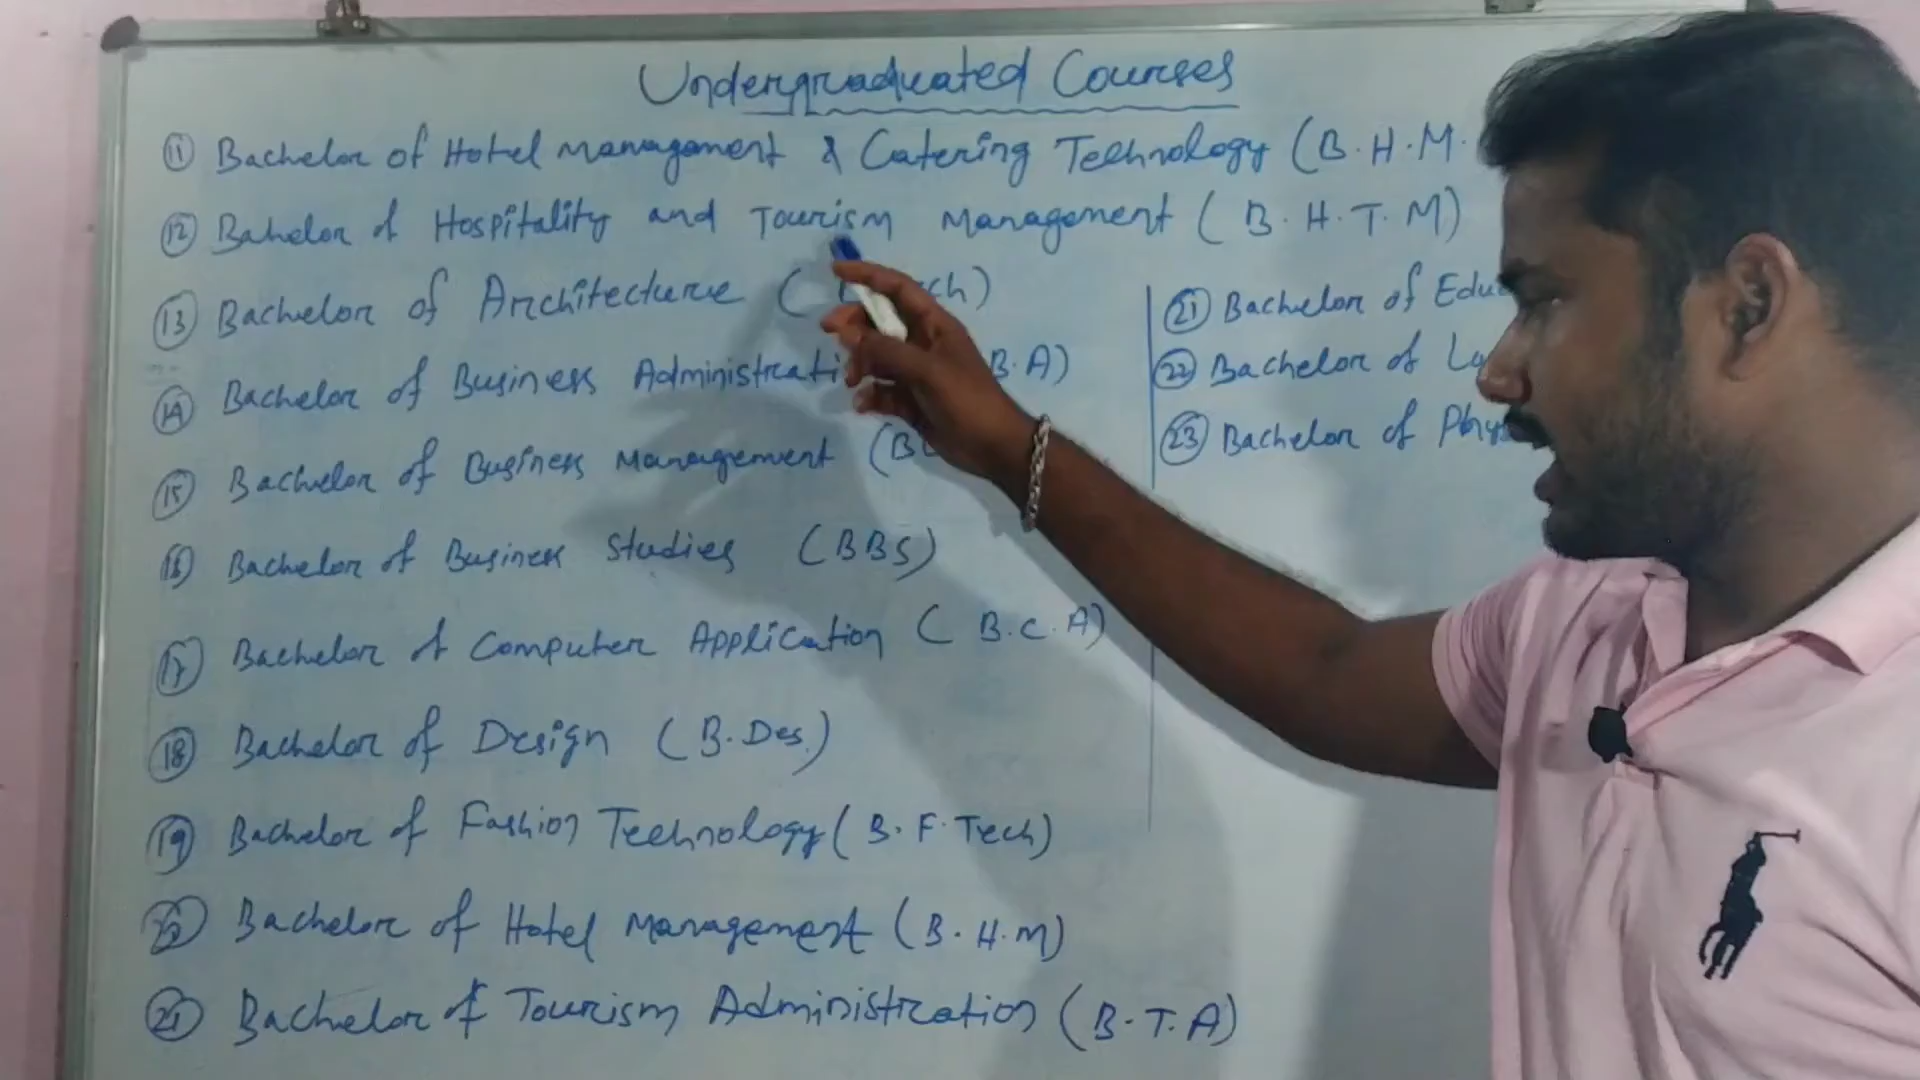 Undergraduated Courses
11 Bachelor of Hotel Management & Catering Technology (B.H.M.
12 Bahelor of Hospitality and Tourism Management (B.H.T.M)
13 Bachelor of Architecture (
14 Bachelor of Business Administrati B.A)
15 Bachelor of Business Management (B
16 Bachelor of Business Studies (BBS)
17 Bachelor of Computer Application (B.C.A)
18 Bachelor of Design (B.Des.)
19 Bachelor of Fashion Technology (B.F.Tech)
Bachelor of Hotel Management (B.H.M)
21 Bachelor of Tourism Administration (B.T.A)
21 Bachelor of Edu
22 Bachelor of La
23 Bachelor of Phy